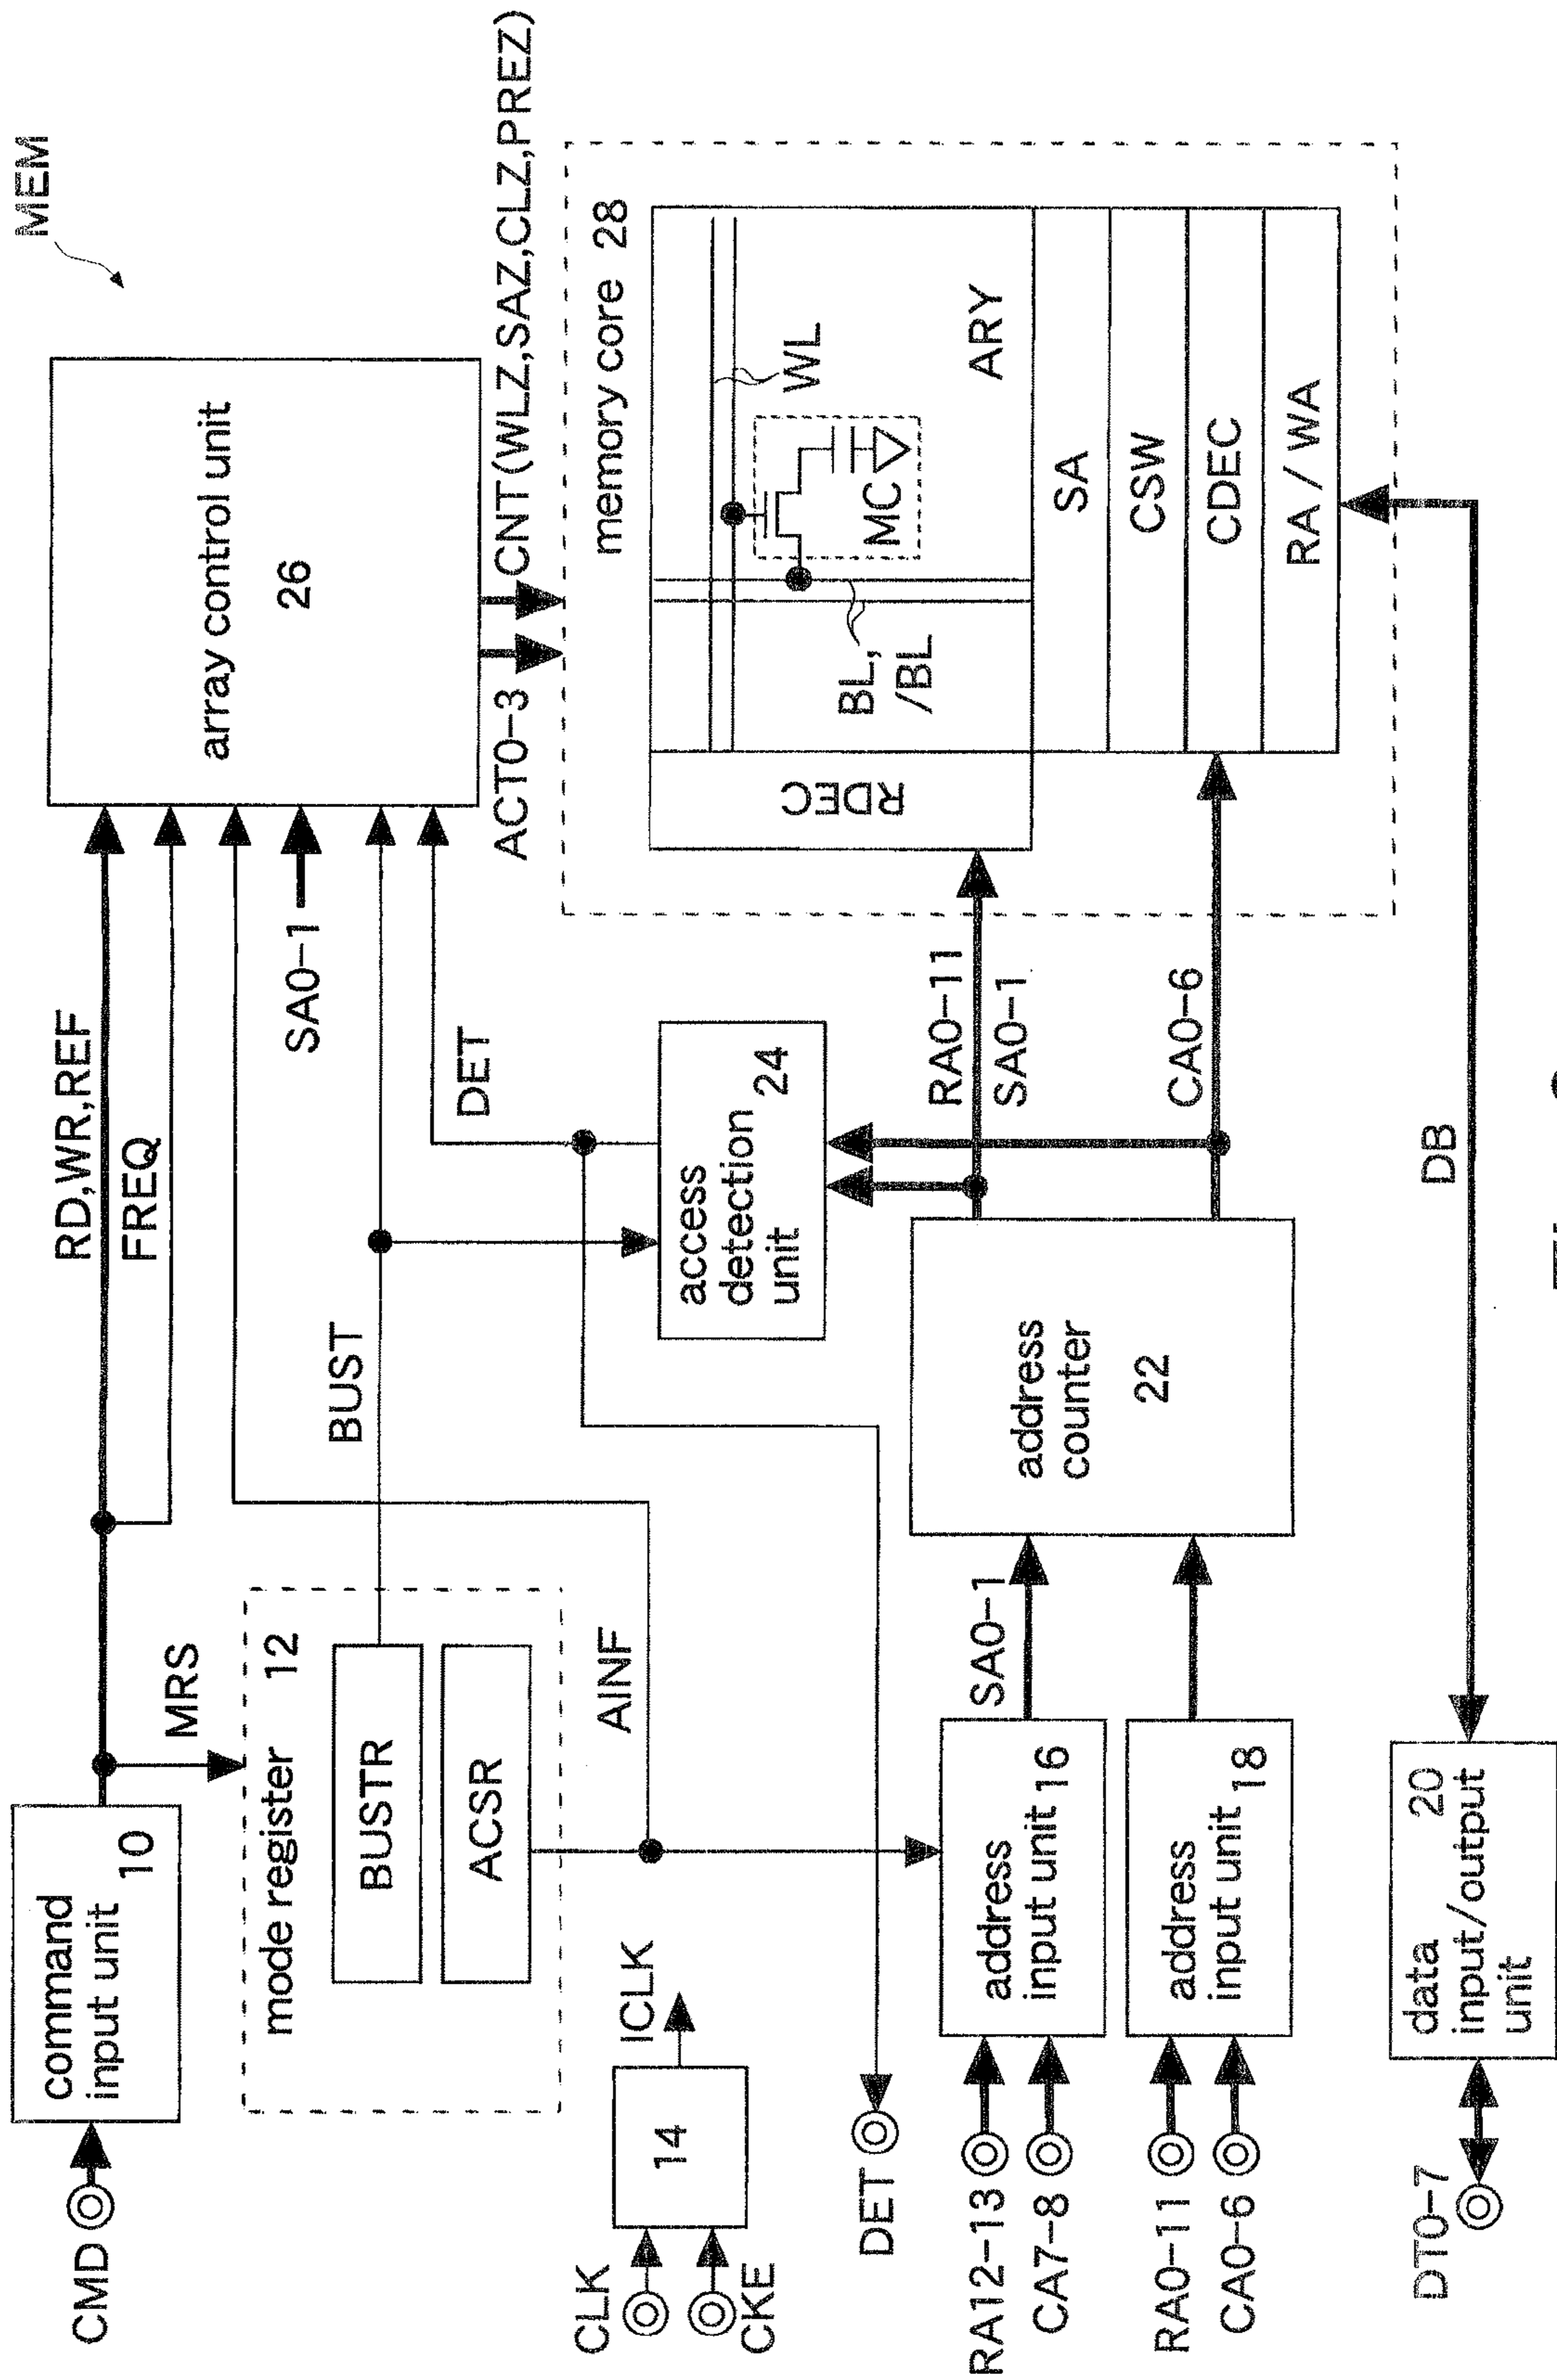 MEM
CMD
command
input unit
10
RD,WR,REF
FREQ
MRS
array control unit
26
SA0-1
mode register 12
BUSTR
ACSR
BUST
DET
AINF
ACT0-3
CNT(WLZ,SAZ,CLZ,PREZ)
CLK
CKE
14
ICLK
access
detection
unit
24
memory core 28
RDEC
WL
MC
BL,
/BL
ARY
SA
CSW
CDEC
RA / WA
DET
RA12-13
CA7-8
address
input unit 16
SA0-1
RA0-11
CA0-6
address
input unit
18
address
counter
22
RA0-11
SA0-1
CA0-6
DT0-7
data
input/output
unit
20
DB